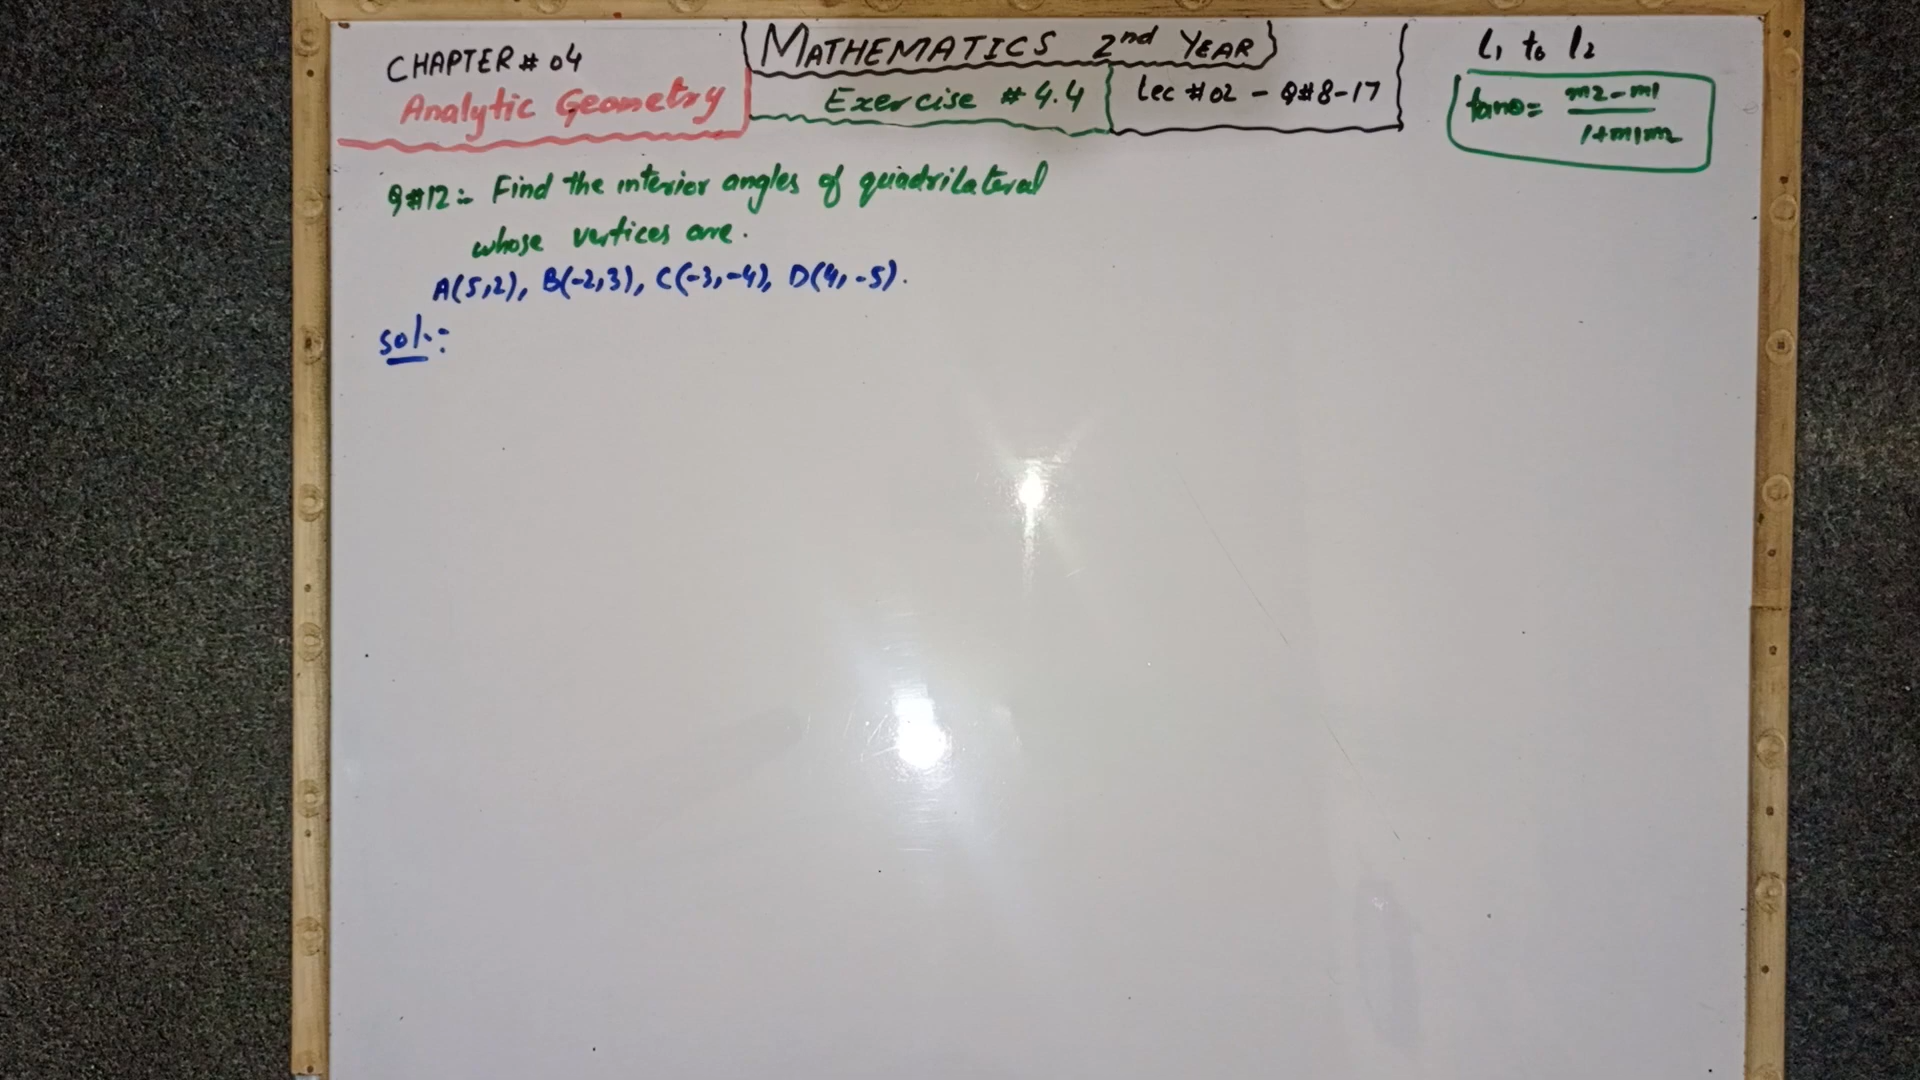 CHAPTER # 04
Analytic Geometry
MATHEMATICS 2nd YEAR
Exercise # 4.4
Lec # 02 - Q#8-17
l1 to l2
tanθ = m2-m1
1+m1m2
Q#12:- Find the interior angles of quadrilateral
whose vertices are.
A(5,2), B(-2,3), C(-3,-4), D(4,-5).
Sol:-